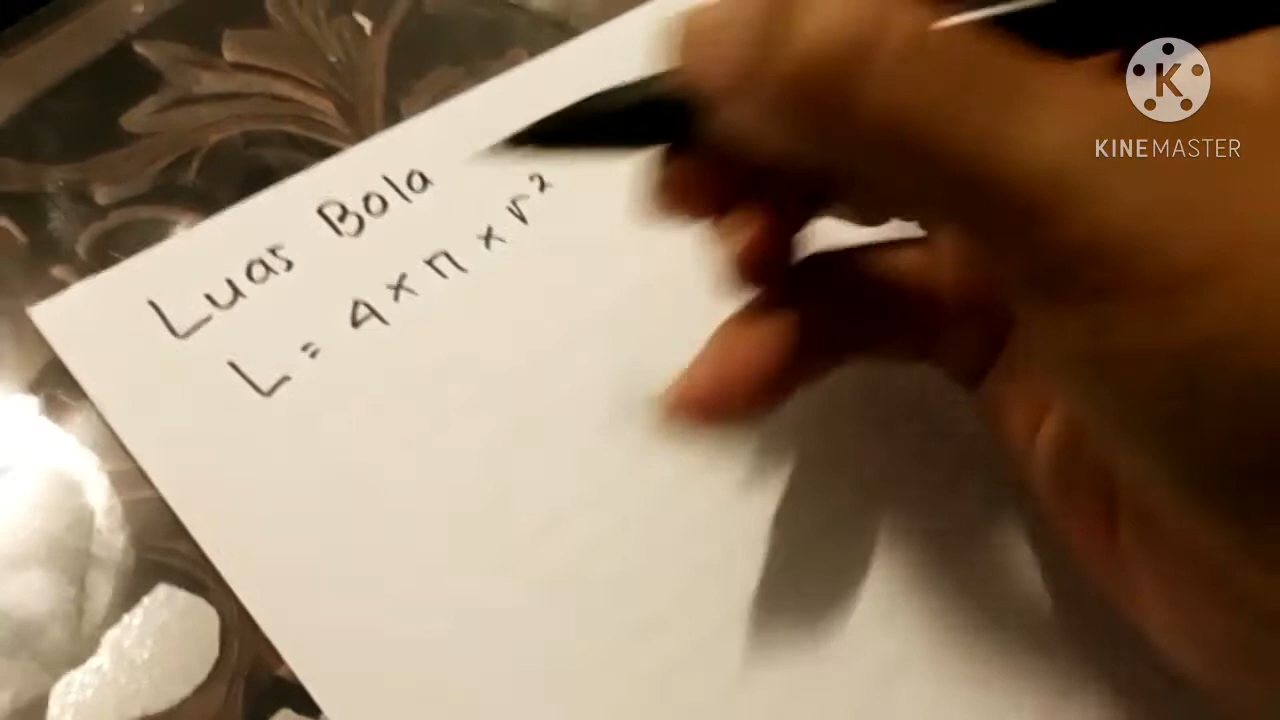 Luas Bola
L = 4 × π × r²
K
KINEMASTER